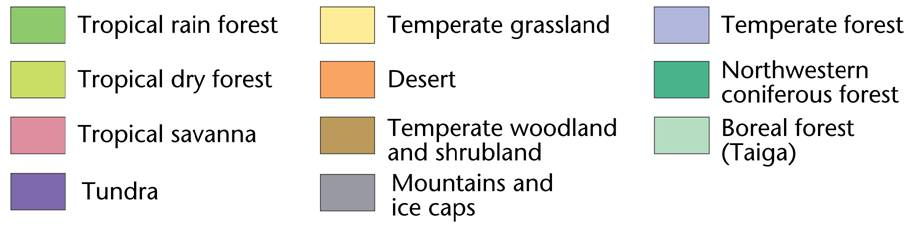 Tropical rain forest
Tropical dry forest
Tropical savanna
Tundra
Temperate grassland
Desert
Temperate woodland
and shrubland
Mountains and
ice caps
Temperate forest
Northwestern
coniferous forest
Boreal forest
(Taiga)